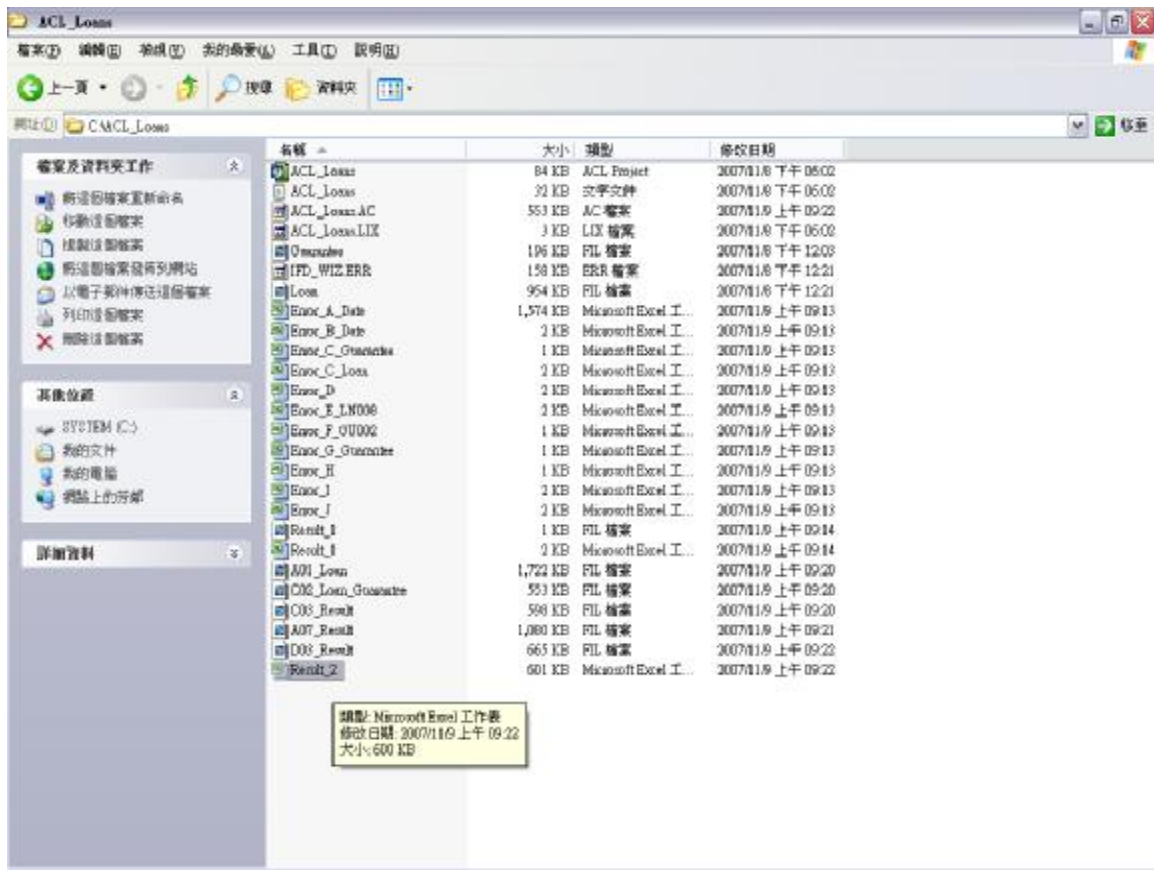 ACL_Loans
檔案(F) 編輯(E) 檢視(V) 我的最愛(A) 工具(T) 說明(H)
上一頁 搜尋 資料夾
網址(D) C:\ACL_Loans 移至
檔案及資料夾工作
將這個檔案重新命名
移動這個檔案
複製這個檔案
將這個檔案發佈到網站
以電子郵件傳送這個檔案
列印這個檔案
刪除這個檔案
其他位置
SYSTEM (C:)
我的文件
我的電腦
網路上的芳鄰
詳細資料
名稱 大小 類型 修改日期
ACL_Loans 84 KB ACL Project 2007/11/8 下午 06:02
ACL_Loans 32 KB 文字文件 2007/11/8 下午 06:02
ACL_Loans.AC 553 KB AC 檔案 2007/11/9 上午 09:22
ACL_Loans.LIX 3 KB LIX 檔案 2007/11/8 下午 06:02
Guarantee 196 KB FIL 檔案 2007/11/8 下午 12:03
IFD_WIZ.ERR 158 KB ERR 檔案 2007/11/8 下午 12:21
Loan 954 KB FIL 檔案 2007/11/8 下午 12:21
Error_A_Date 1,574 KB Microsoft Excel 工... 2007/11/9 上午 09:13
Error_B_Date 2 KB Microsoft Excel 工... 2007/11/9 上午 09:13
Error_C_Guarantee 1 KB Microsoft Excel 工... 2007/11/9 上午 09:13
Error_C_Loan 2 KB Microsoft Excel 工... 2007/11/9 上午 09:13
Error_D 2 KB Microsoft Excel 工... 2007/11/9 上午 09:13
Error_E_LN008 2 KB Microsoft Excel 工... 2007/11/9 上午 09:13
Error_F_GU002 1 KB Microsoft Excel 工... 2007/11/9 上午 09:13
Error_G_Guarantee 1 KB Microsoft Excel 工... 2007/11/9 上午 09:13
Error_H 1 KB Microsoft Excel 工... 2007/11/9 上午 09:13
Error_I 2 KB Microsoft Excel 工... 2007/11/9 上午 09:13
Error_J 2 KB Microsoft Excel 工... 2007/11/9 上午 09:13
Result_1 1 KB FIL 檔案 2007/11/9 上午 09:14
Result_1 2 KB Microsoft Excel 工... 2007/11/9 上午 09:14
A01_Loan 1,722 KB FIL 檔案 2007/11/9 上午 09:20
C02_Loan_Guarantee 553 KB FIL 檔案 2007/11/9 上午 09:20
C03_Result 598 KB FIL 檔案 2007/11/9 上午 09:20
A07_Result 1,080 KB FIL 檔案 2007/11/9 上午 09:21
D03_Result 665 KB FIL 檔案 2007/11/9 上午 09:22
Result_2 601 KB Microsoft Excel 工... 2007/11/9 上午 09:22
類型: Microsoft Excel 工作表
修改日期: 2007/11/9 上午 09:22
大小: 600 KB